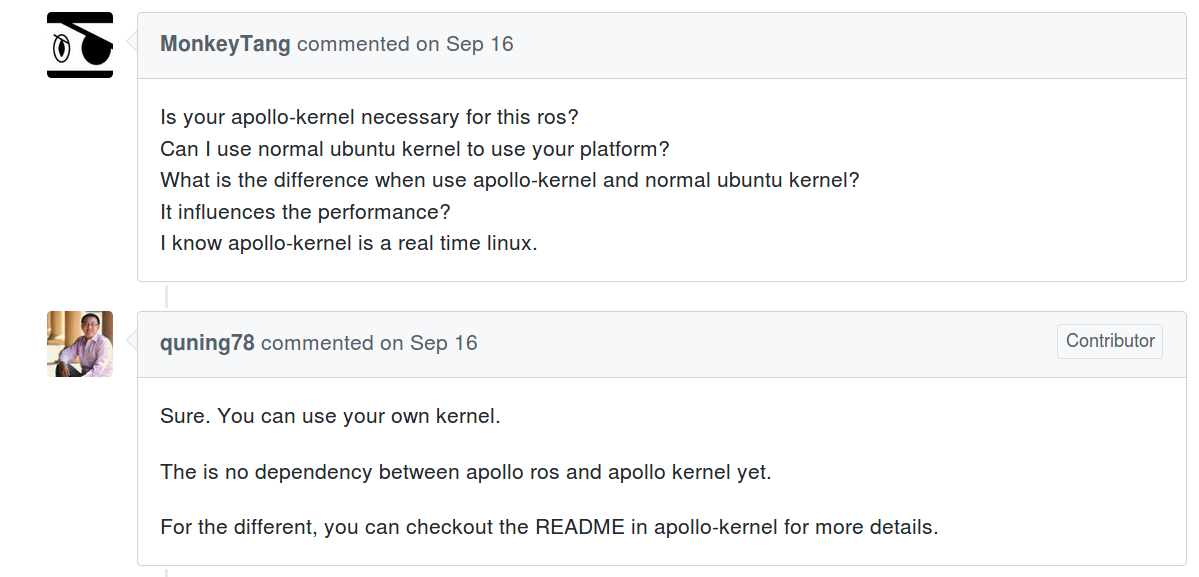 MonkeyTang commented on Sep 16
Is your apollo-kernel necessary for this ros?
Can I use normal ubuntu kernel to use your platform?
What is the difference when use apollo-kernel and normal ubuntu kernel?
It influences the performance?
I know apollo-kernel is a real time linux.
quning78 commented on Sep 16 Contributor
Sure. You can use your own kernel.
The is no dependency between apollo ros and apollo kernel yet.
For the different, you can checkout the README in apollo-kernel for more details.